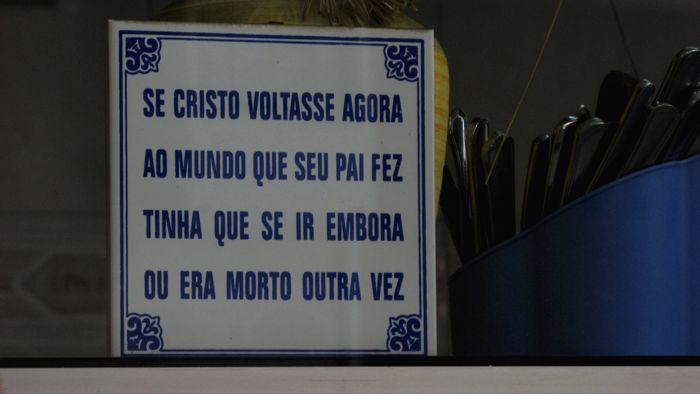 SE CRISTO VOLTASSE AGORA
AO MUNDO QUE SEU PAI FEZ
TINHA QUE SE IR EMBORA
OU ERA MORTO OUTRA VEZ